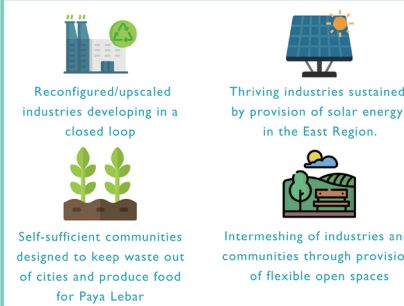 Reconfigured/upscaled
industries developing in a
closed loop
Thriving industries sustained
by provision of solar energy
in the East Region.
Self-sufficient communities
designed to keep waste out
of cities and produce food
for Paya Lebar
Intermeshing of industries and
communities through provision
of flexible open spaces